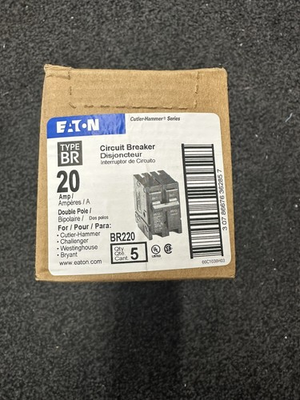 EATON
Cutler-Hammer® Series
TYPE
BR
Circuit Breaker
Disjoncteur
Interruptor de Circuito
20
Amp/
Ampères / A
Double Pole /
Bipolaire / Dos polos
For / Pour / Para:
- Cutler-Hammer
- Challenger
- Westinghouse
- Bryant
www.eaton.com
BR220
Qty.
Qté.
Cant.
5